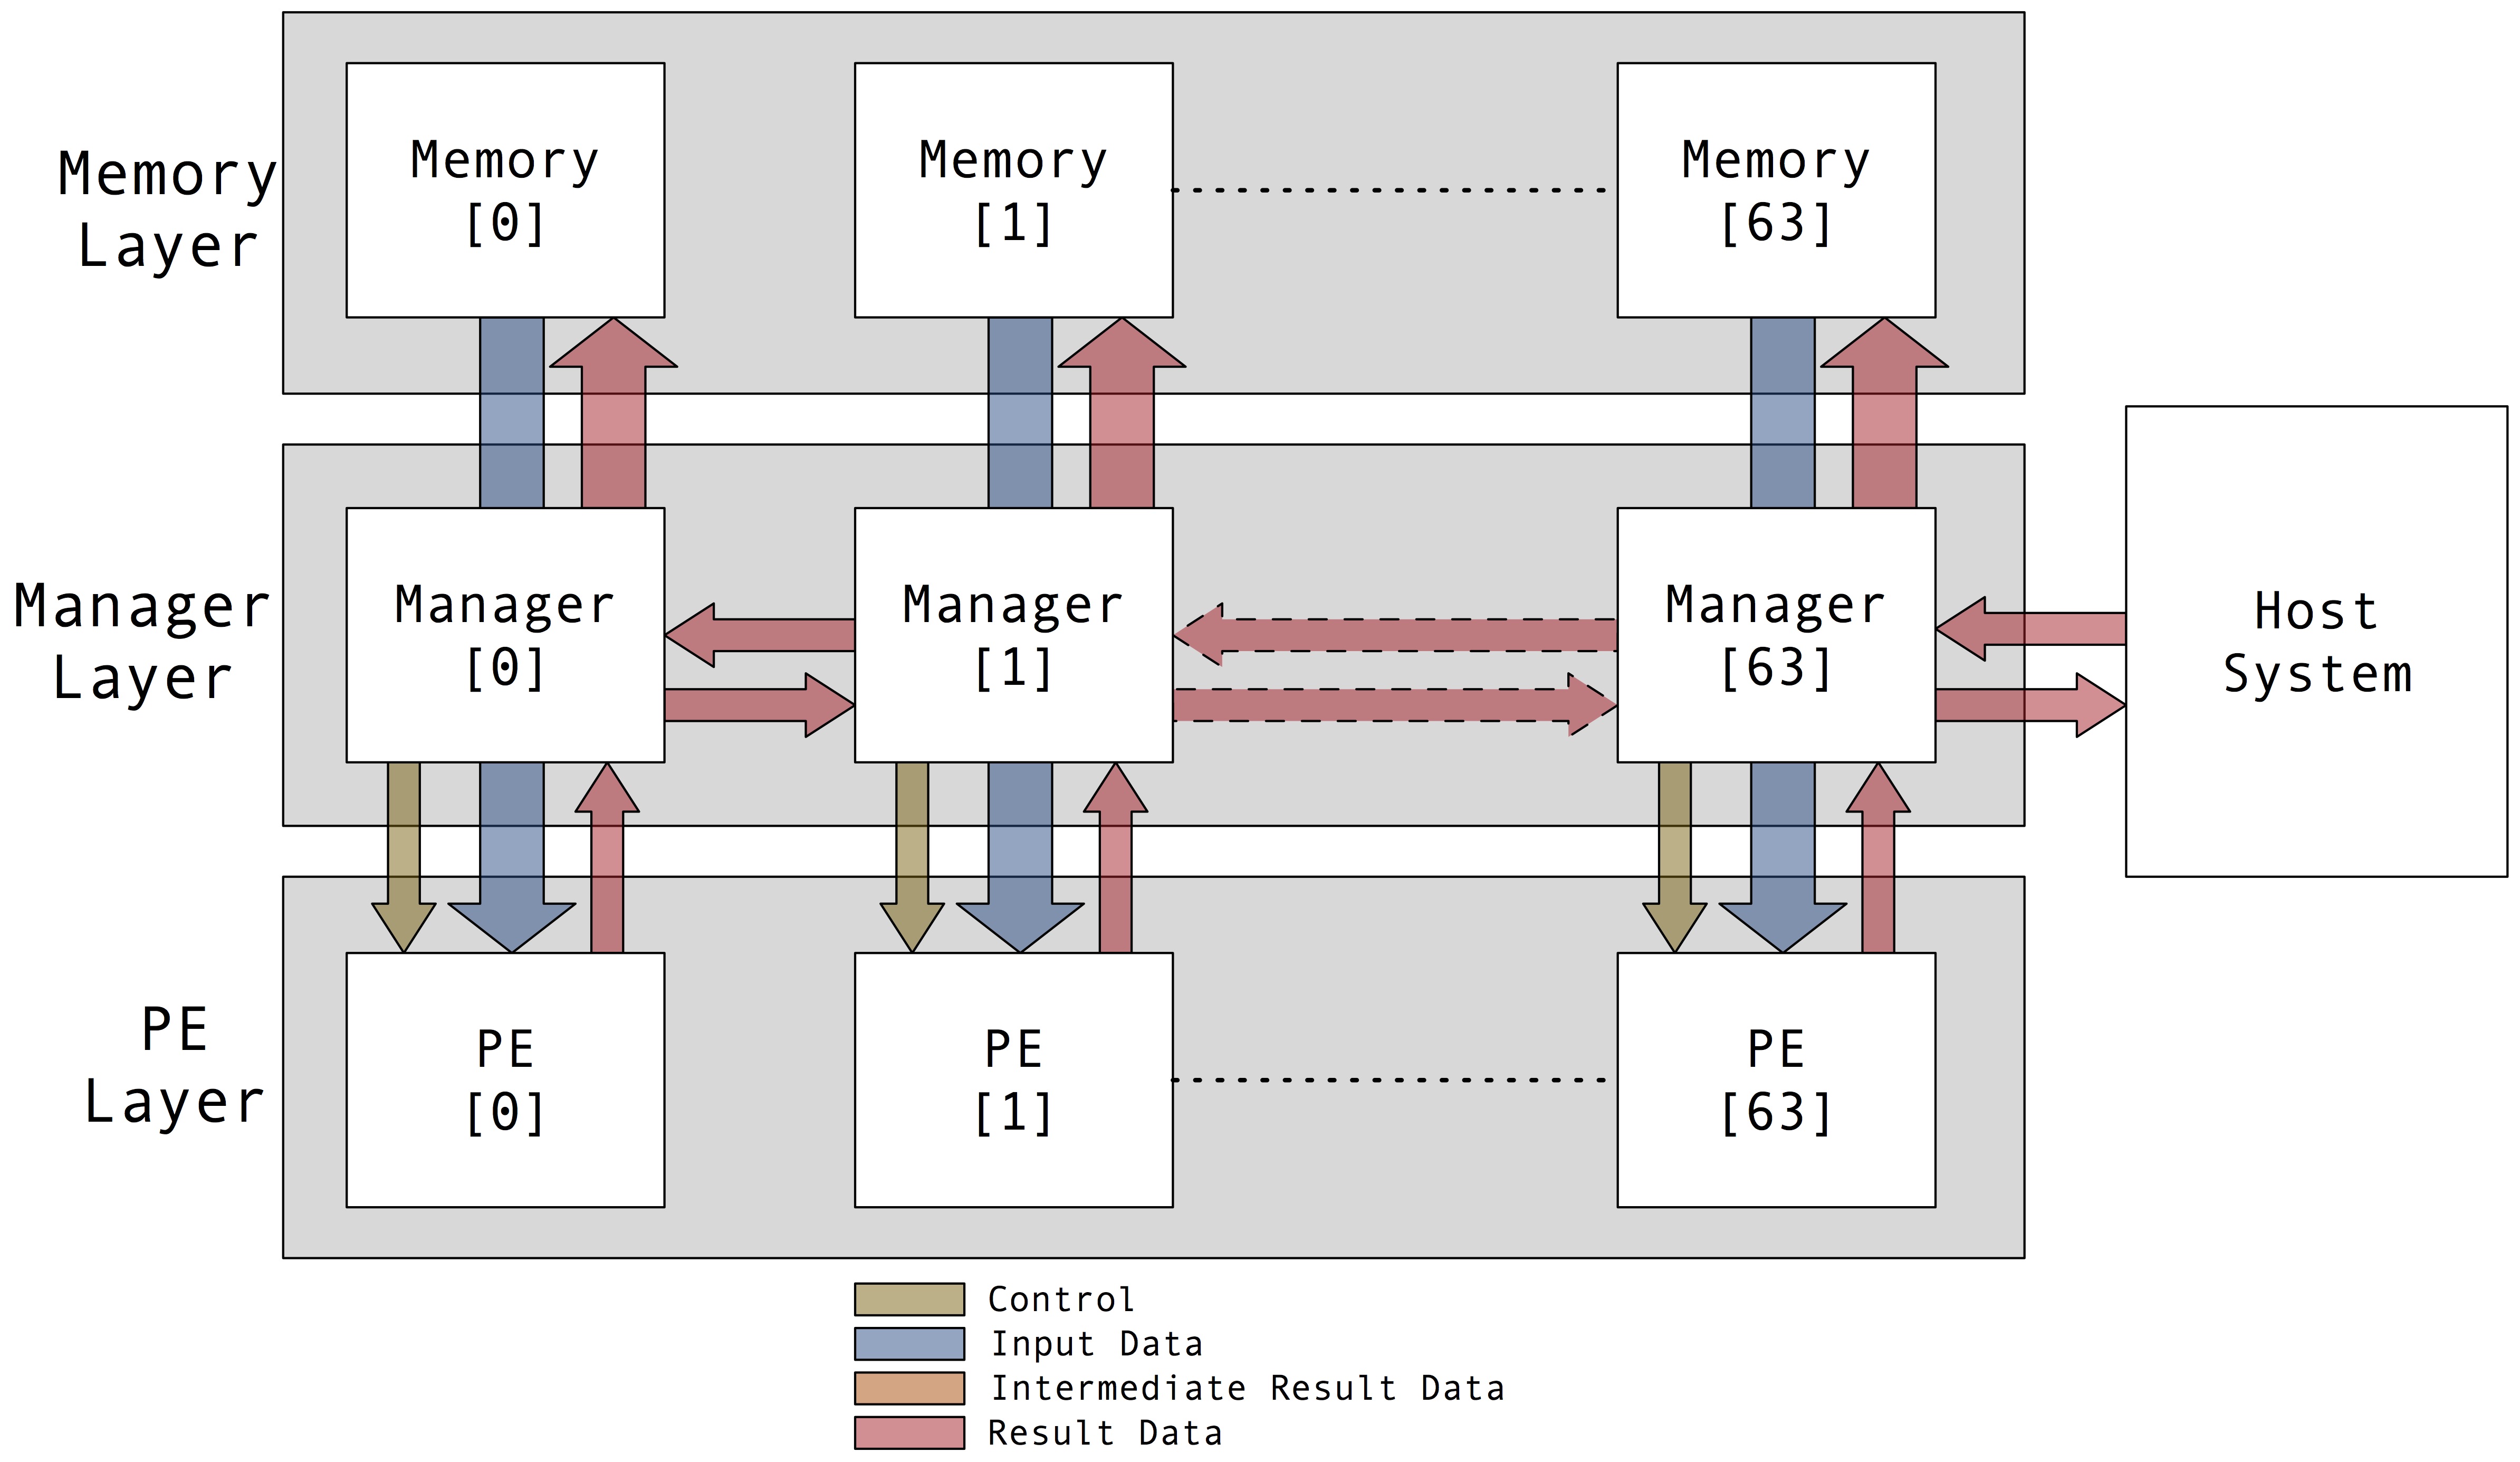 Memory
Layer
Memory
[0]
Memory
[1]
Memory
[63]
Manager
Layer
Manager
[0]
Manager
[1]
Manager
[63]
Host
System
PE
Layer
PE
[0]
PE
[1]
PE
[63]
Control
Input Data
Intermediate Result Data
Result Data